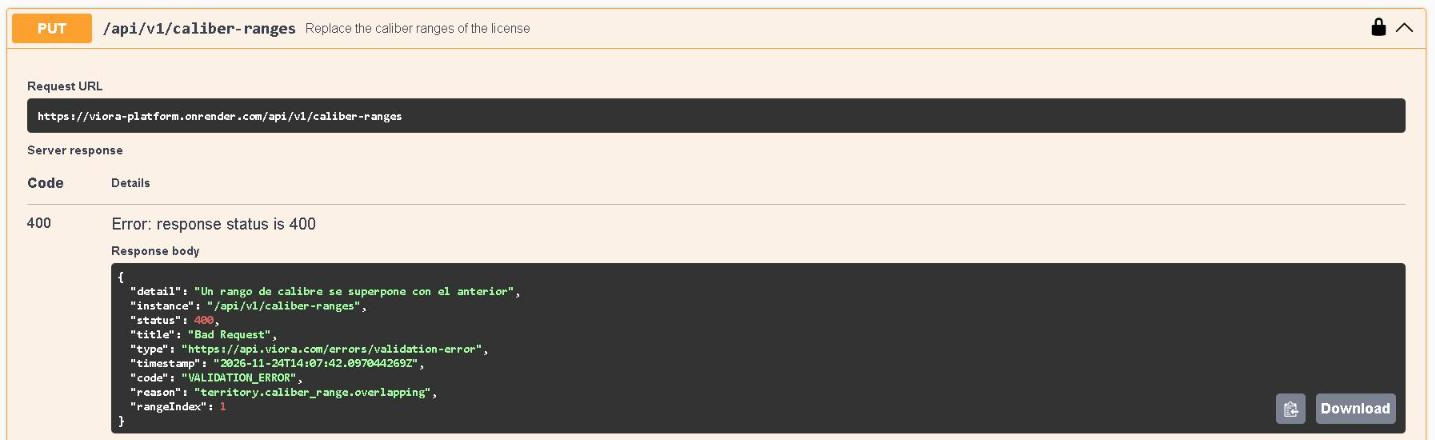 PUT /api/v1/caliber-ranges Replace the caliber ranges of the license
Request URL
https://viora-platform.onrender.com/api/v1/caliber-ranges
Server response
Code Details
400 Error: response status is 400
Response body
{
"detail": "Un rango de calibre se superpone con el anterior",
"instance": "/api/v1/caliber-ranges",
"status": 400,
"title": "Bad Request",
"type": "https://api.viora.com/errors/validation-error",
"timestamp": "2026-11-24T14:07:42.097044269Z",
"code": "VALIDATION_ERROR",
"reason": "territory.caliber_range.overlapping",
"rangeIndex": 1
}
Download